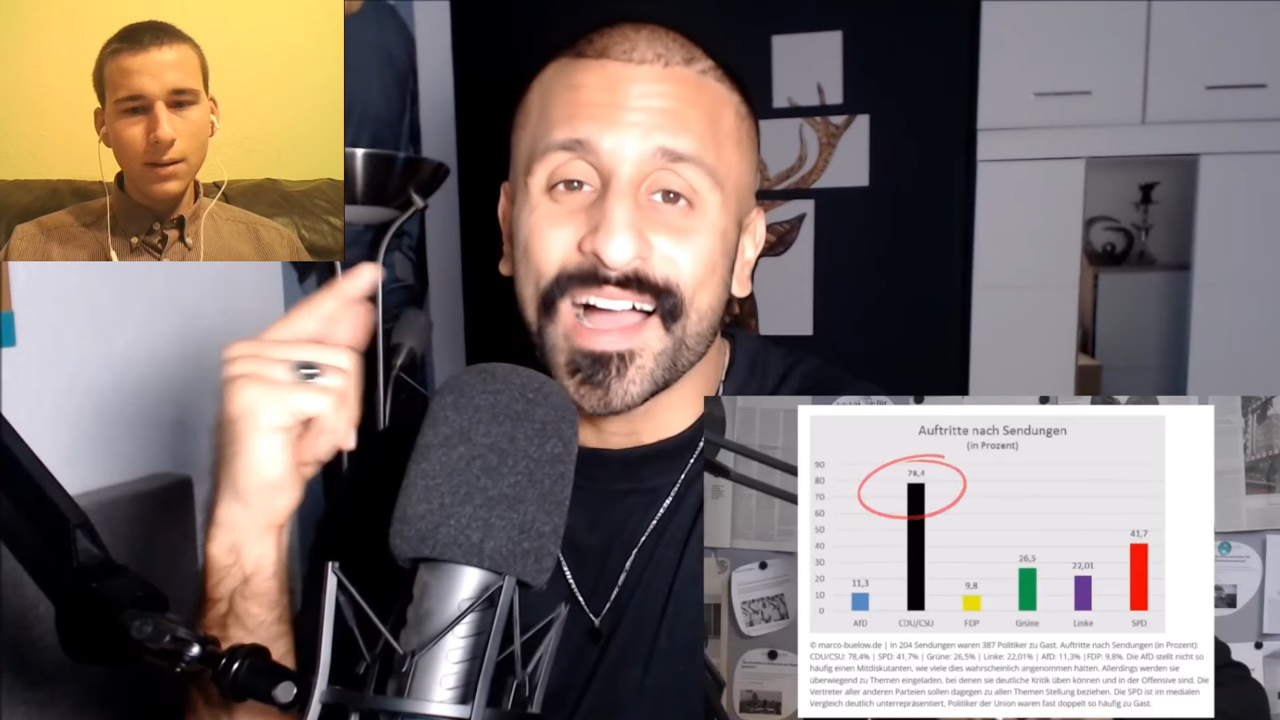 Auftritte nach Sendungen
(in Prozent)
90
80
70
60
50
40
30
20
10
0
11,3
78,4
9,8
26,5
22,01
41,7
AfD
CDU/CSU
FDP
Grüne
Linke
SPD
© marco-buelow.de | In 204 Sendungen waren 387 Politiker zu Gast. Auftritte nach Sendungen (in Prozent):
CDU/CSU: 78,4% | SPD: 41,7% | Grüne: 26,5% | Linke: 22,01% | AfD: 11,3% |FDP: 9,8%. Die AfD stellt nicht so
häufig einen Mitdiskutanten, wie dies wahrscheinlich angenommen hätten. Allerdings werden sie
überwiegend zu Themen eingeladen, bei denen sie deutliche Kritik üben können und in der Offensive sind. Die
Vertreter aller anderen Parteien sollen dagegen zu allen Themen Stellung beziehen. Die SPD ist im medialen
Vergleich deutlich unterrepräsentiert, Politiker der Union waren fast doppelt so häufig zu Gast.